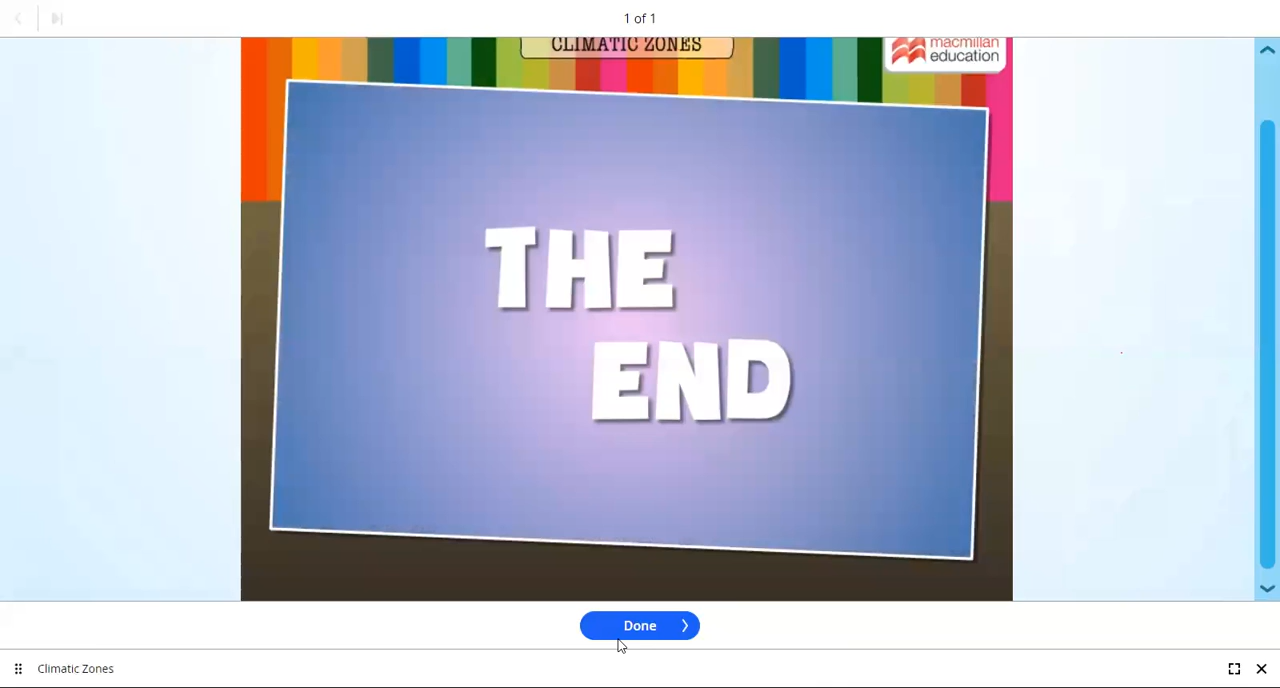 1 of 1
CLIMATIC ZONES
macmillan
education
THE
END
Done
Climatic Zones